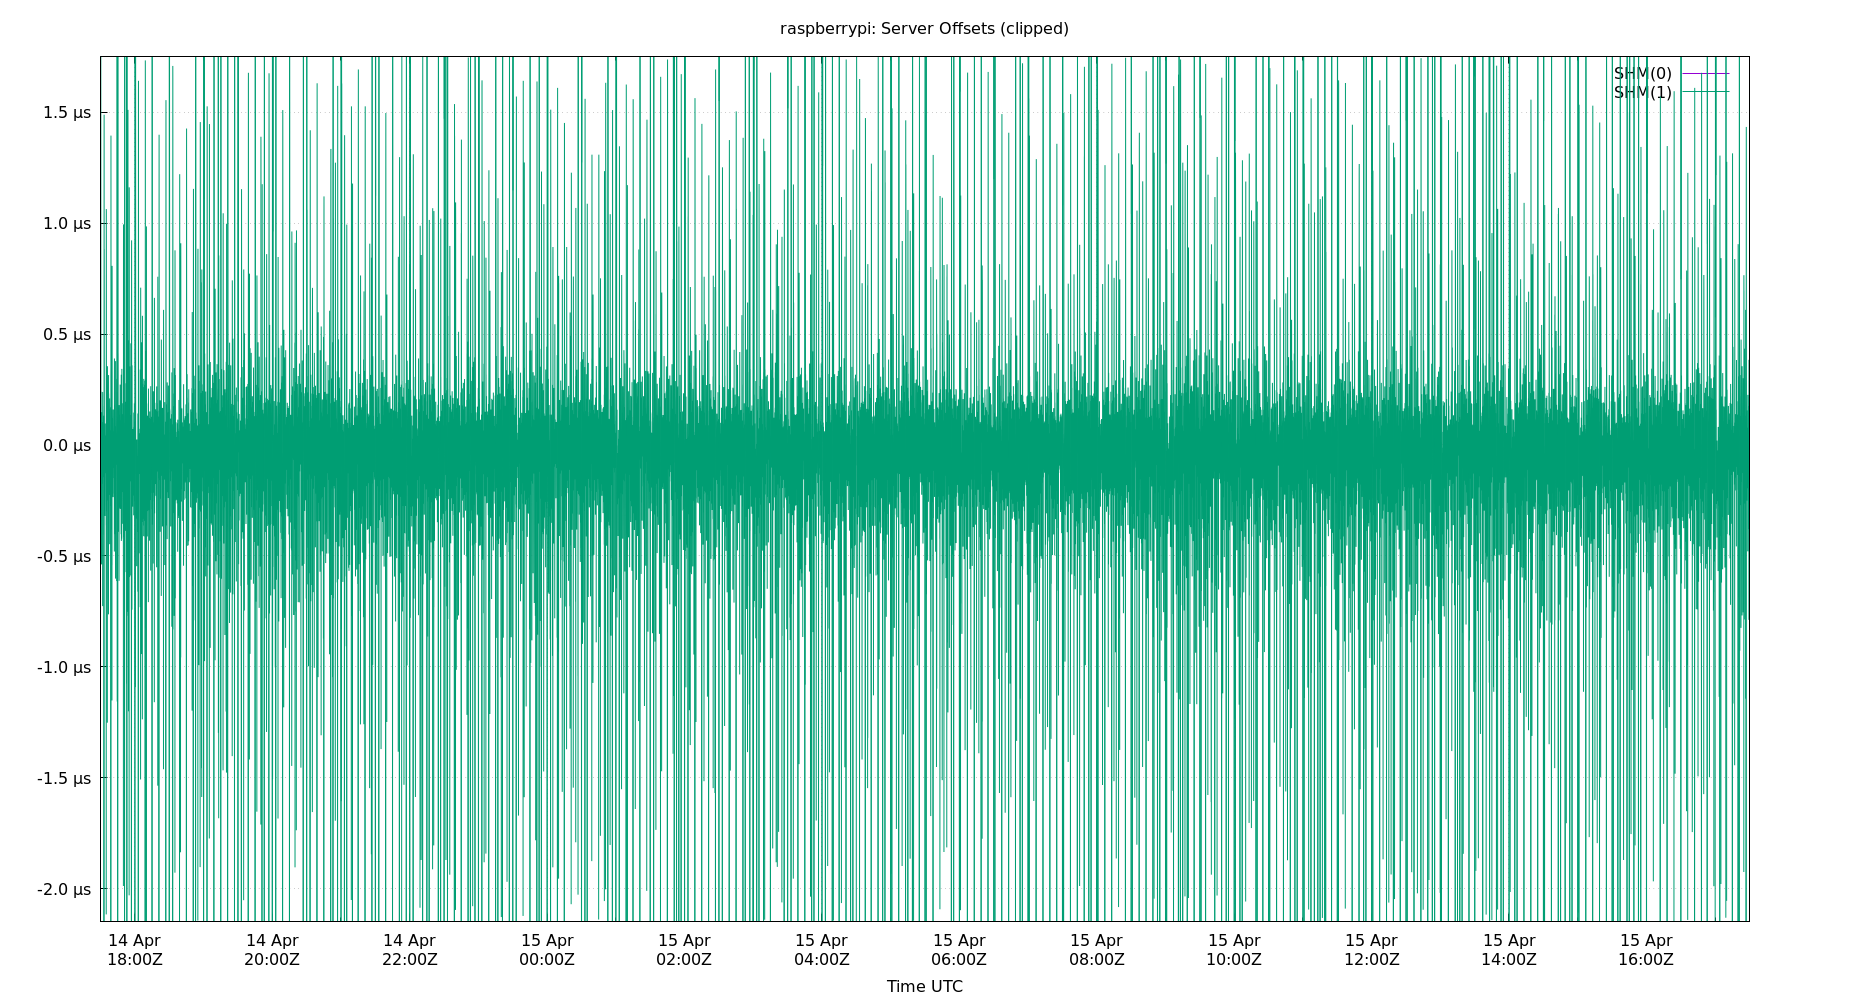 raspberrypi: Server Offsets (clipped)
SHM(0)
SHM(1)
1.5 µs
1.0 µs
0.5 µs
0.0 µs
-0.5 µs
-1.0 µs
-1.5 µs
-2.0 µs
14 Apr 14 Apr 14 Apr 15 Apr 15 Apr 15 Apr 15 Apr 15 Apr 15 Apr 15 Apr 15 Apr 15 Apr
18:00Z 20:00Z 22:00Z 00:00Z 02:00Z 04:00Z 06:00Z 08:00Z 10:00Z 12:00Z 14:00Z 16:00Z
Time UTC